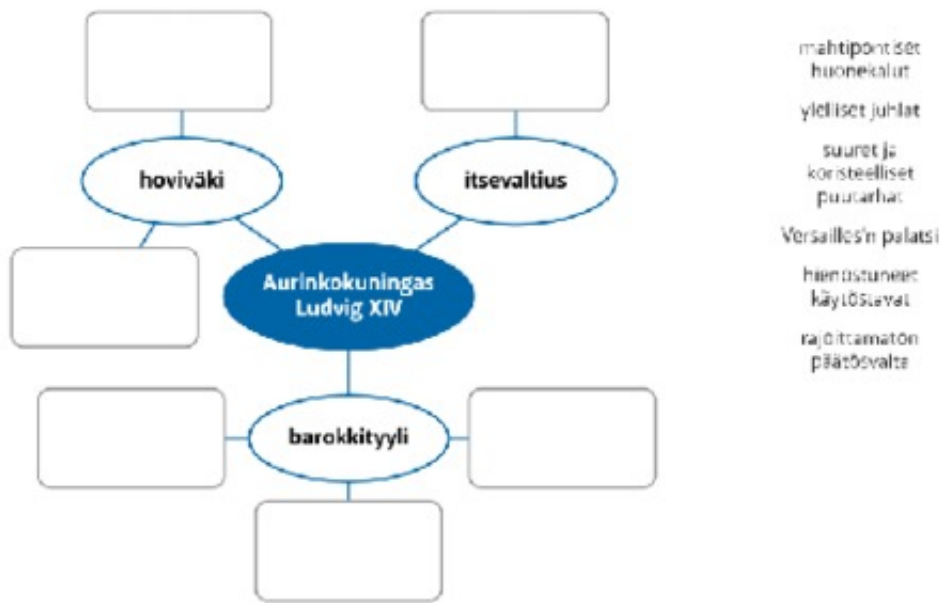 hoviväki
itsevaltius
Aurinkokuningas
Ludvig XIV
barokkityyli
mahtipontiset
huonekalut
ylelliset juhlat
suuret ja
koristeelliset
puutarhat
Versailles'n palatsi
hienostuneet
käytöstavat
rajoittamaton
päätösvalta